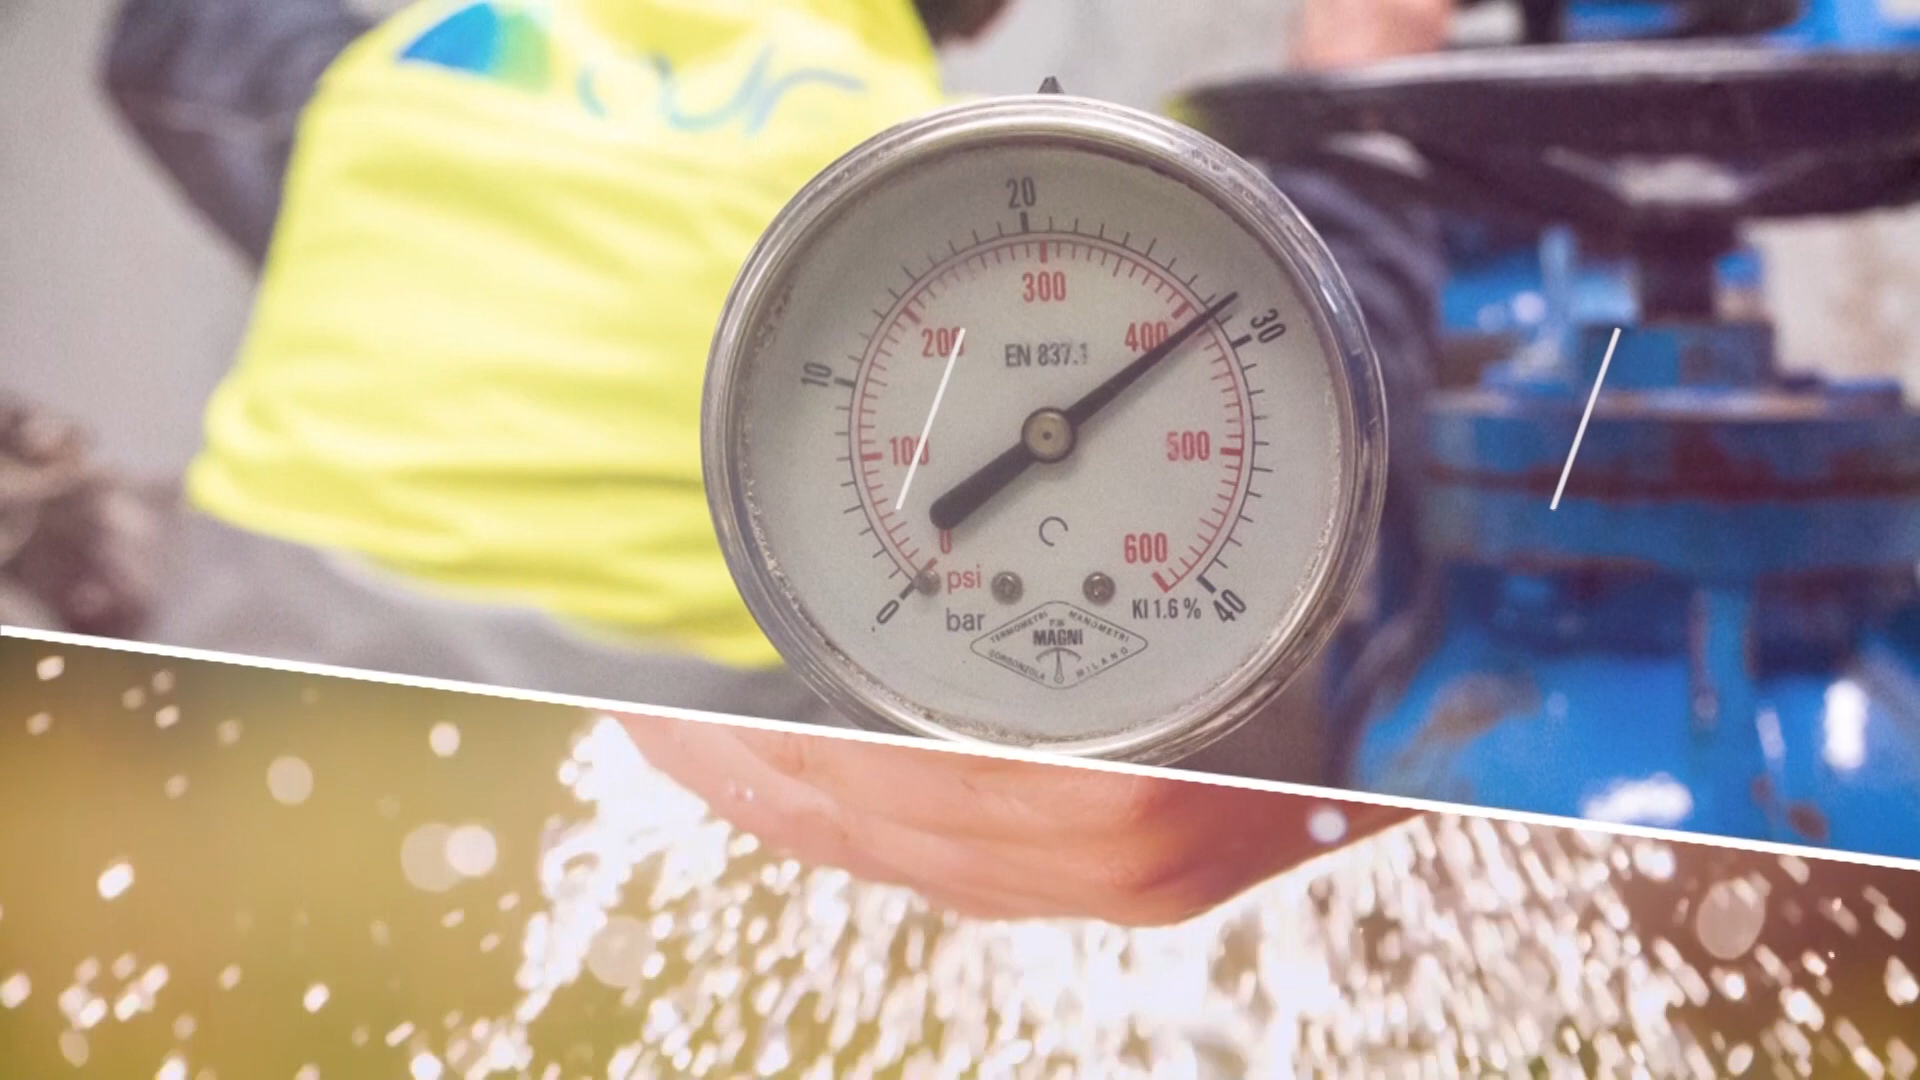 20
300
30
200
400
EN 837.1
10
100
500
0
600
psi
0
bar
KI 1.6 %
40
TERMOMETRI
MANOMETRI
MAGNI
GORGONZOLA
MILANO